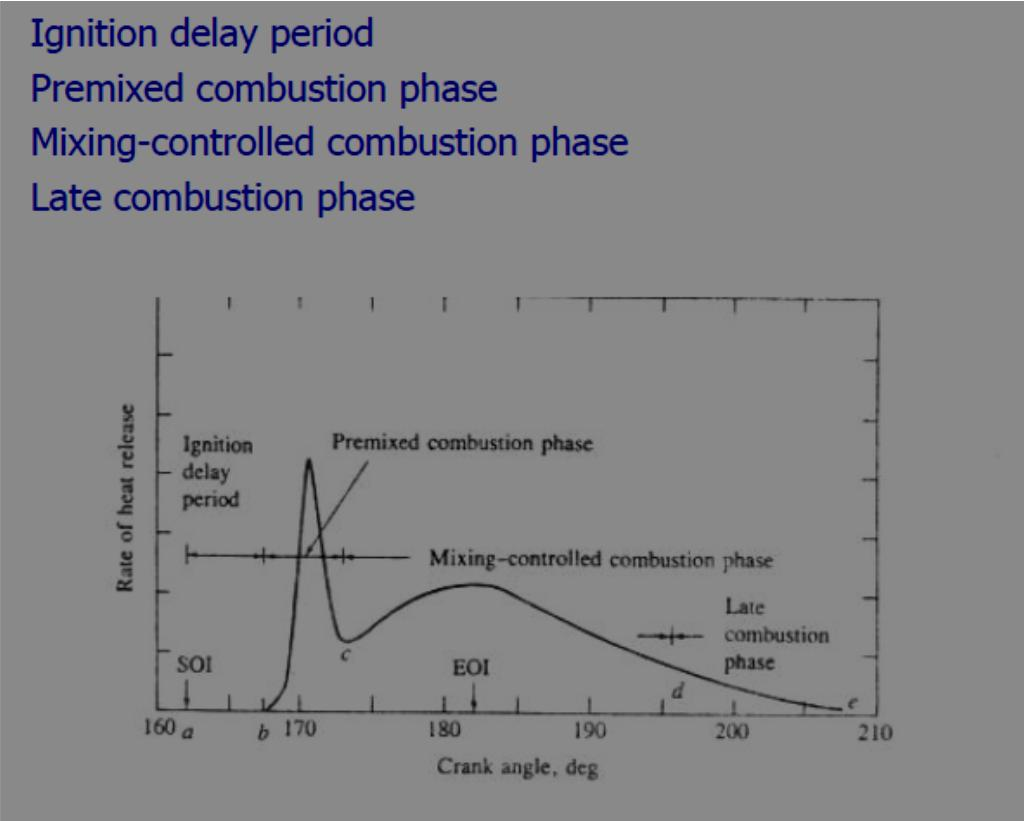 Ignition delay period
Premixed combustion phase
Mixing-controlled combustion phase
Late combustion phase
Rate of heat release
Ignition
delay
period
Premixed combustion phase
Mixing-controlled combustion phase
Late
combustion
phase
SOI
EOI
c
d
e
160 a b 170 180 190 200 210
Crank angle, deg